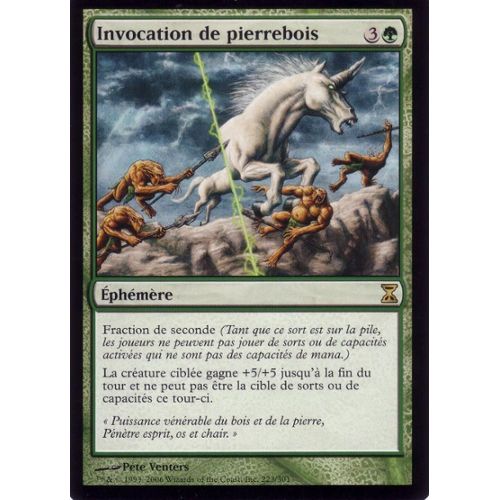 Invocation de pierrebois 3
Éphémère
Fraction de seconde (Tant que ce sort est sur la pile,
les joueurs ne peuvent pas jouer de sorts ou de capacités
activées qui ne sont pas des capacités de mana.)
La créature ciblée gagne +5/+5 jusqu'à la fin du
tour et ne peut pas être la cible de sorts ou de
capacités ce tour-ci.
« Puissance vénérable du bois et de la pierre,
Pénètre esprit, os et chair. »
Pete Venters
™ & © 1993-2006 Wizards of the Coast, Inc. 223/301